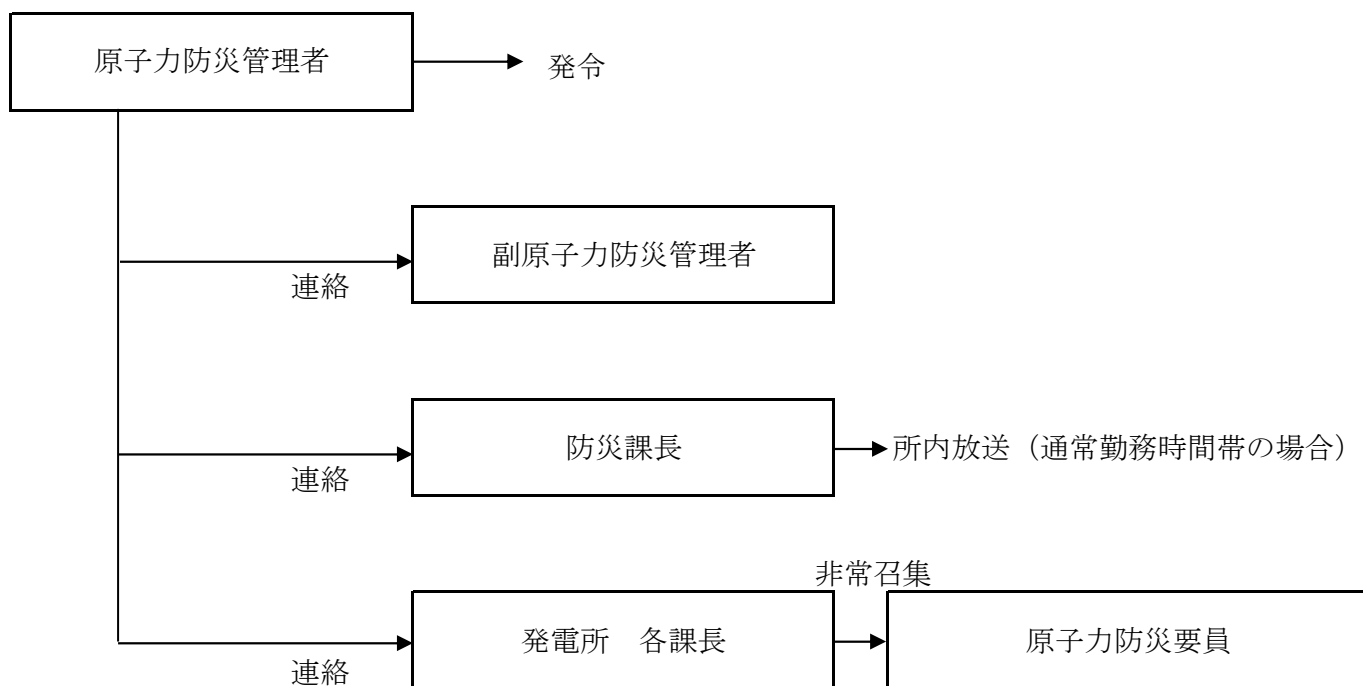 原子力防災管理者
発令
副原子力防災管理者
連絡
防災課長
所内放送（通常勤務時間帯の場合）
連絡
非常召集
発電所　各課長
原子力防災要員
連絡